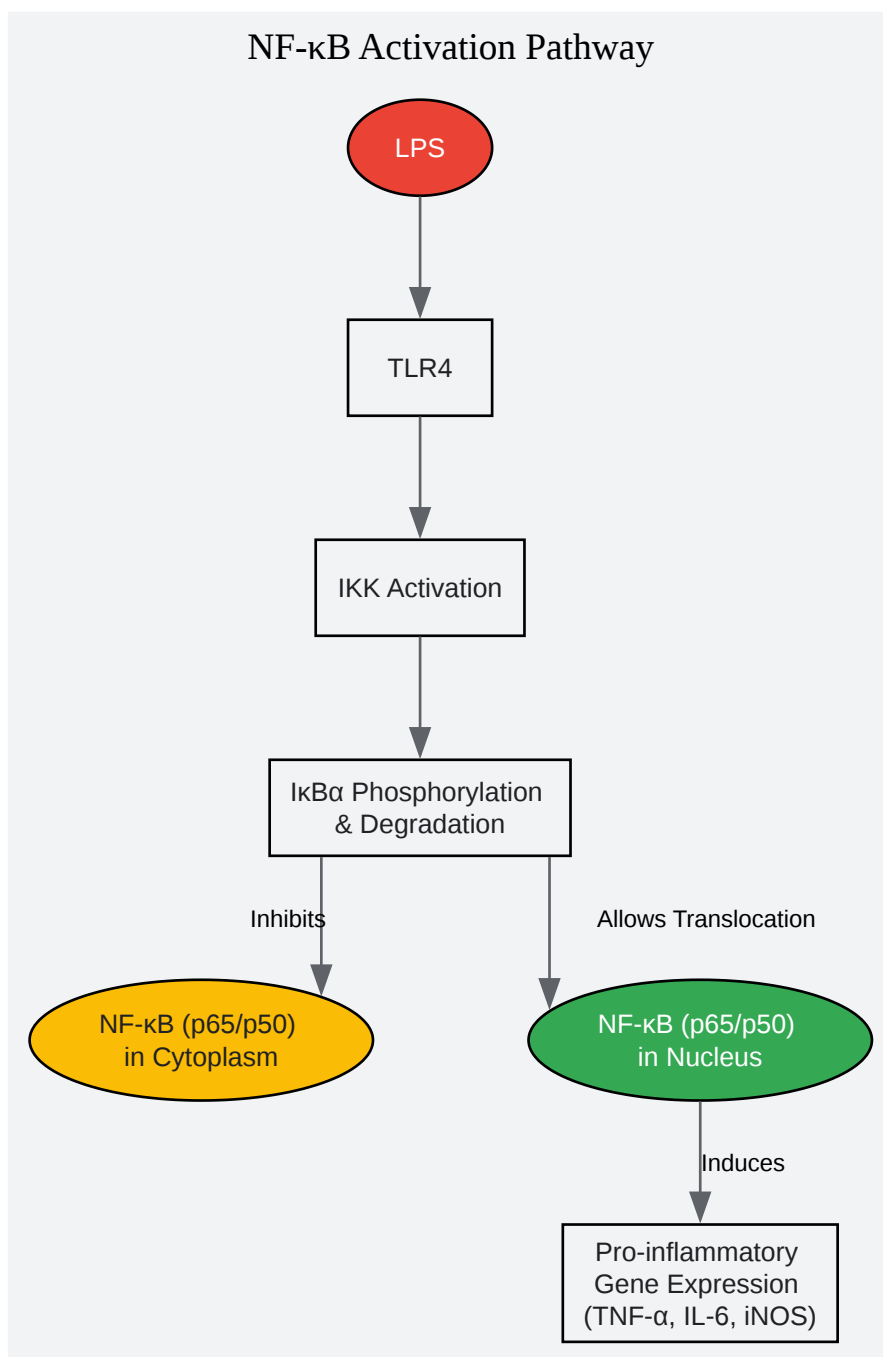 NF-κB Activation Pathway
LPS
TLR4
IKK Activation
IκBα Phosphorylation
& Degradation
Inhibits
Allows Translocation
NF-κB (p65/p50)
in Cytoplasm
NF-κB (p65/p50)
in Nucleus
Induces
Pro-inflammatory
Gene Expression
(TNF-α, IL-6, iNOS)